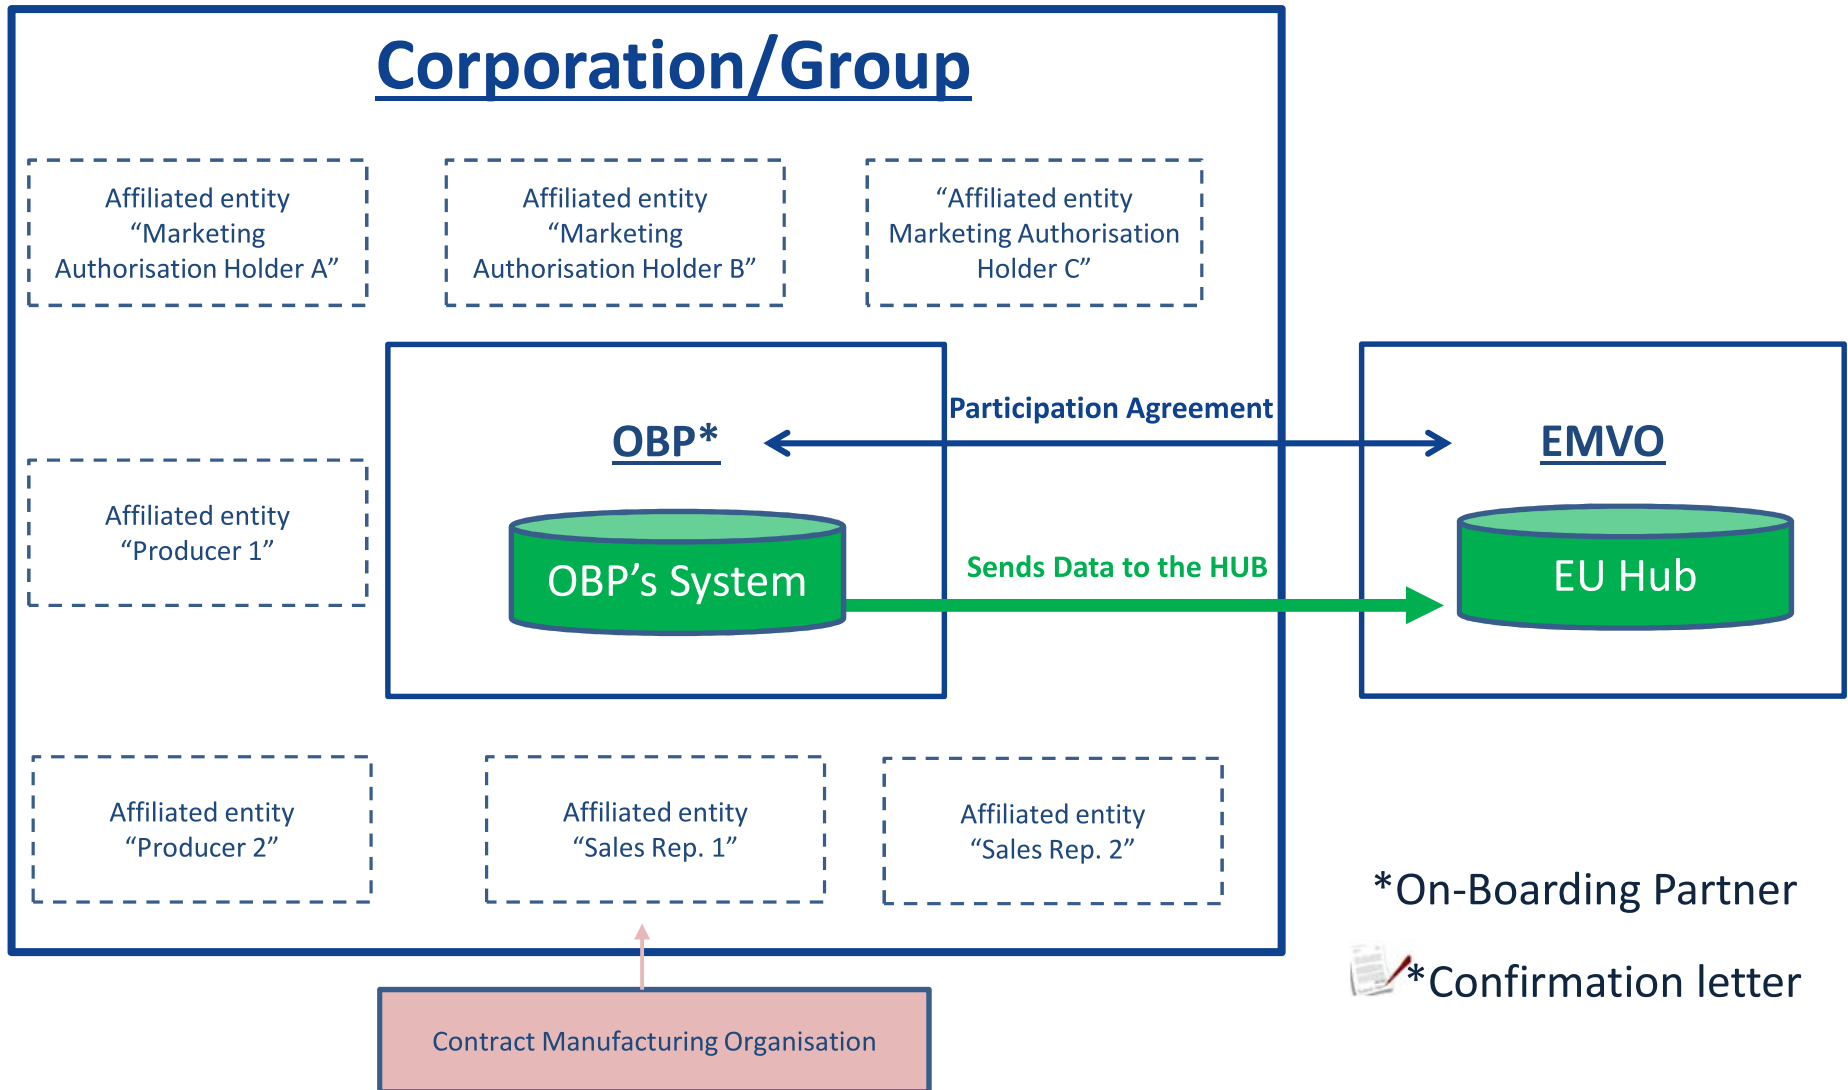 Corporation/Group
Affiliated entity
“Marketing
Authorisation Holder A”
Affiliated entity
“Marketing
Authorisation Holder B”
“Affiliated entity
Marketing Authorisation
Holder C”
Participation Agreement
OBP*
EMVO
Affiliated entity
“Producer 1”
OBP’s System
Sends Data to the HUB
EU Hub
Affiliated entity
“Producer 2”
Affiliated entity
“Sales Rep. 1”
Affiliated entity
“Sales Rep. 2”
*On-Boarding Partner
*Confirmation letter
Contract Manufacturing Organisation